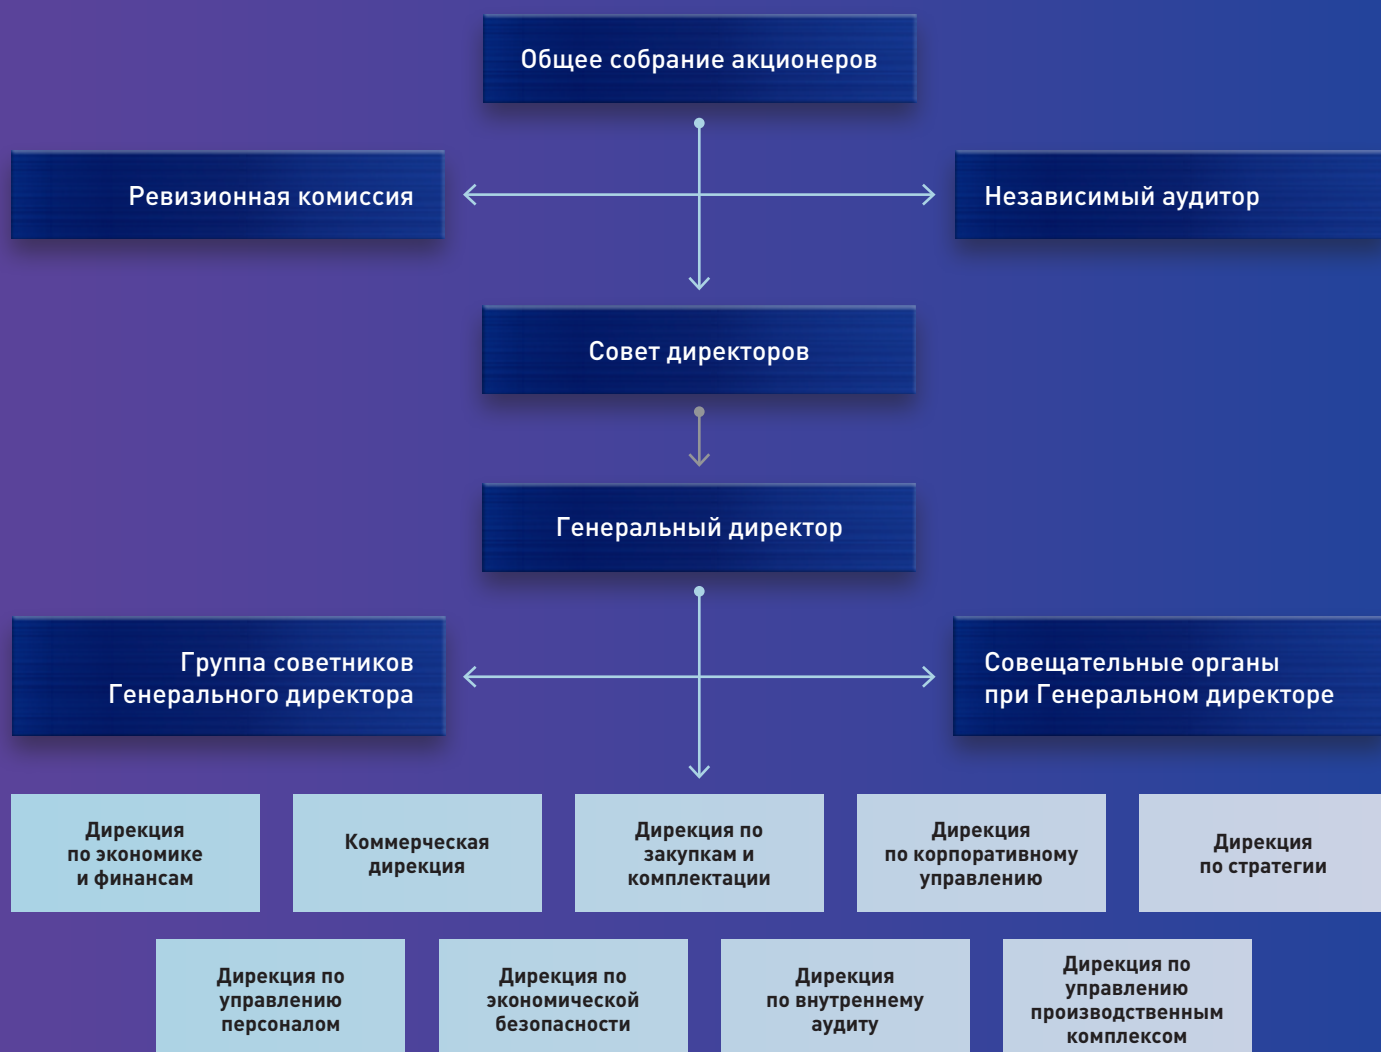 Общее собрание акционеров
Ревизионная комиссия
Независимый аудитор
Совет директоров
Генеральный директор
Группа советников
Генерального директора
Совещательные органы
при Генеральном директоре
Дирекция
по экономике
и финансам
Коммерческая
дирекция
Дирекция по
закупкам и
комплектации
Дирекция
по корпоративному
управлению
Дирекция
по стратегии
Дирекция по
управлению
персоналом
Дирекция по
экономической
безопасности
Дирекция
по внутреннему
аудиту
Дирекция по
управлению
производственным
комплексом